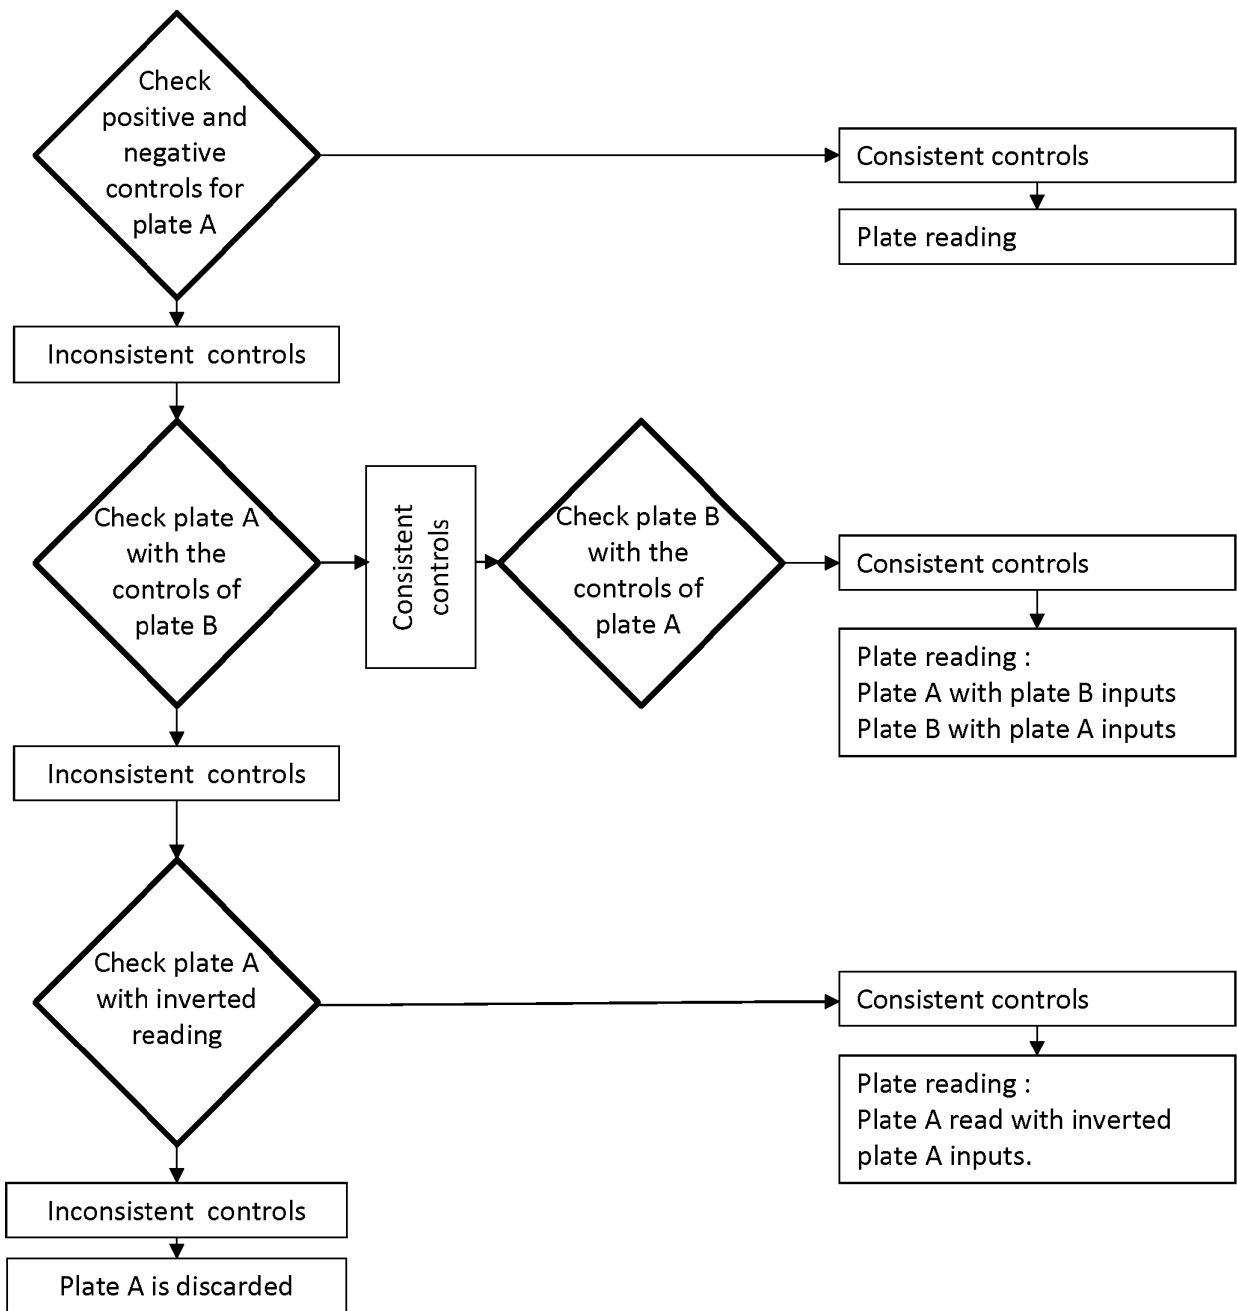 Check
positive and
negative
controls for
plate A
Consistent controls
Plate reading
Inconsistent controls
Check plate A
with the
controls of
plate B
Consistent
controls
Check plate B
with the
controls of
plate A
Consistent controls
Plate reading :
Plate A with plate B inputs
Plate B with plate A inputs
Inconsistent controls
Check plate A
with inverted
reading
Consistent controls
Plate reading :
Plate A read with inverted
plate A inputs.
Inconsistent controls
Plate A is discarded